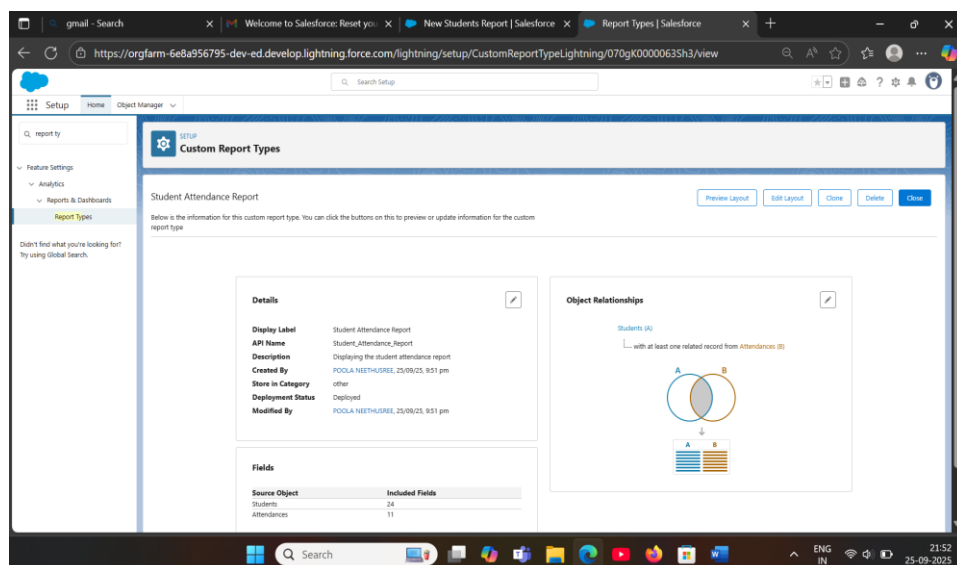 gmail - Search
Welcome to Salesforce: Reset you
New Students Report | Salesforce
Report Types | Salesforce
https://orgfarm-6e8a956795-dev-ed.develop.lightning.force.com/lightning/setup/CustomReportTypeLightning/070gK0000063Sh3/view
Search Setup
Setup Home Object Manager
report ty
SETUP
Custom Report Types
Feature Settings
Analytics
Reports & Dashboards
Report Types
Didn't find what you're looking for?
Try using Global Search.
Student Attendance Report
Preview Layout Edit Layout Clone Delete Close
Below is the information for this custom report type. You can click the buttons on this to preview or update information for the custom
report type
Details
Display Label Student Attendance Report
API Name Student_Attendance_Report
Description Displaying the student attendance report
Created By POOLA NEETHUSREE, 25/09/25, 9:51 pm
Store in Category other
Deployment Status Deployed
Modified By POOLA NEETHUSREE, 25/09/25, 9:51 pm
Object Relationships
Students (A)
with at least one related record from Attendances (B)
A B
A B
Fields
Source Object Included Fields
Students 24
Attendances 11
Search
ENG
IN
21:52
25-09-2025